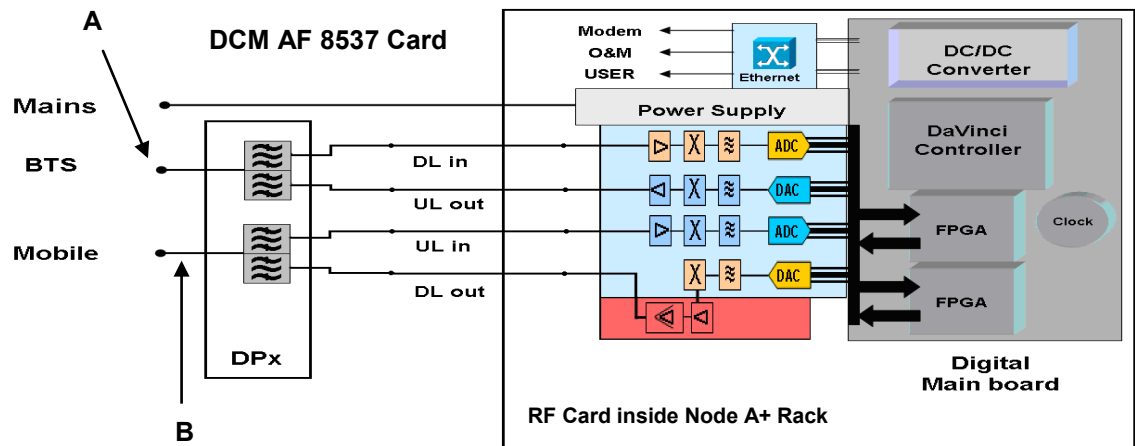 A
DCM AF 8537 Card
Mains
BTS
Mobile
DL in
UL out
UL in
DL out
DPx
B
Modem
O&M
USER
Ethernet
Power Supply
ADC
DAC
ADC
DAC
DC/DC
Converter
DaVinci
Controller
FPGA
Clock
FPGA
Digital
Main board
RF Card inside Node A+ Rack